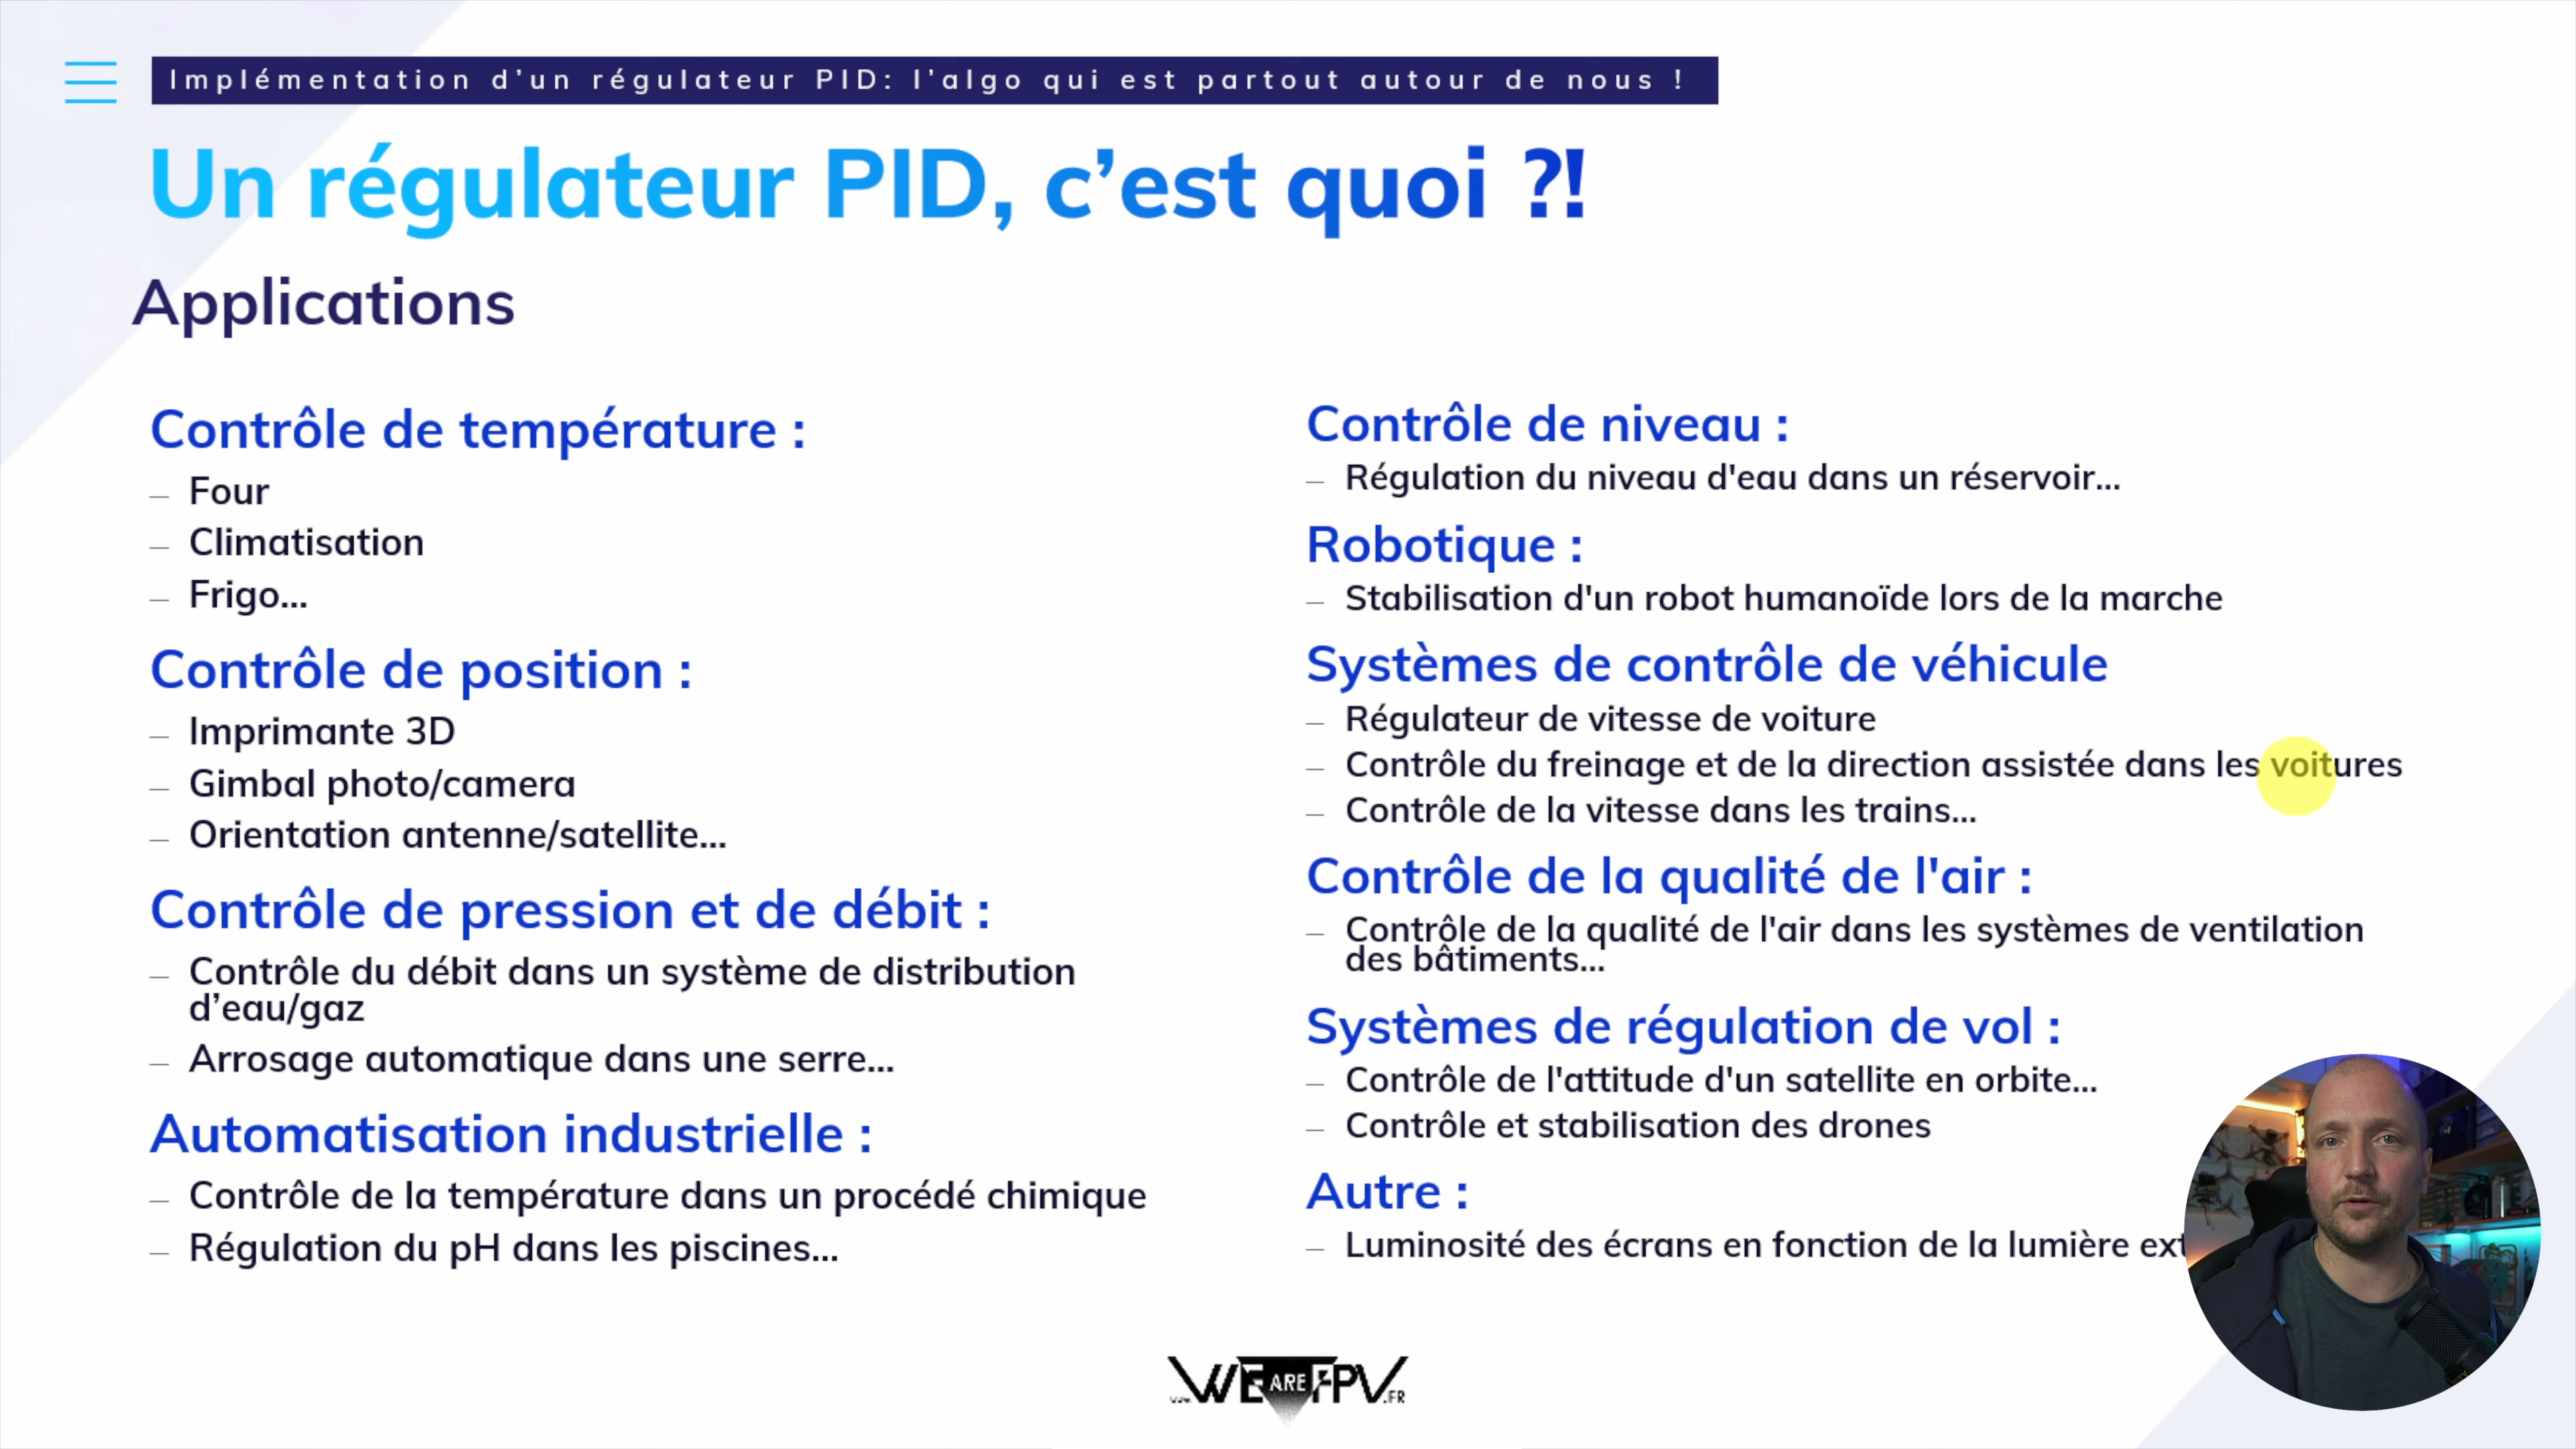 Implémentation d’un régulateur PID: l’algo qui est partout autour de nous !
Un régulateur PID, c’est quoi ?!
Applications
Contrôle de température :
– Four
– Climatisation
– Frigo...
Contrôle de position :
– Imprimante 3D
– Gimbal photo/camera
– Orientation antenne/satellite...
Contrôle de pression et de débit :
– Contrôle du débit dans un système de distribution
d’eau/gaz
– Arrosage automatique dans une serre...
Automatisation industrielle :
– Contrôle de la température dans un procédé chimique
– Régulation du pH dans les piscines...
Contrôle de niveau :
– Régulation du niveau d'eau dans un réservoir...
Robotique :
– Stabilisation d'un robot humanoïde lors de la marche
Systèmes de contrôle de véhicule
– Régulateur de vitesse de voiture
– Contrôle du freinage et de la direction assistée dans les voitures
– Contrôle de la vitesse dans les trains...
Contrôle de la qualité de l'air :
– Contrôle de la qualité de l'air dans les systèmes de ventilation
des bâtiments...
Systèmes de régulation de vol :
– Contrôle de l'attitude d'un satellite en orbite...
– Contrôle et stabilisation des drones
Autre :
– Luminosité des écrans en fonction de la lumière
www.WE ARE FPV.FR